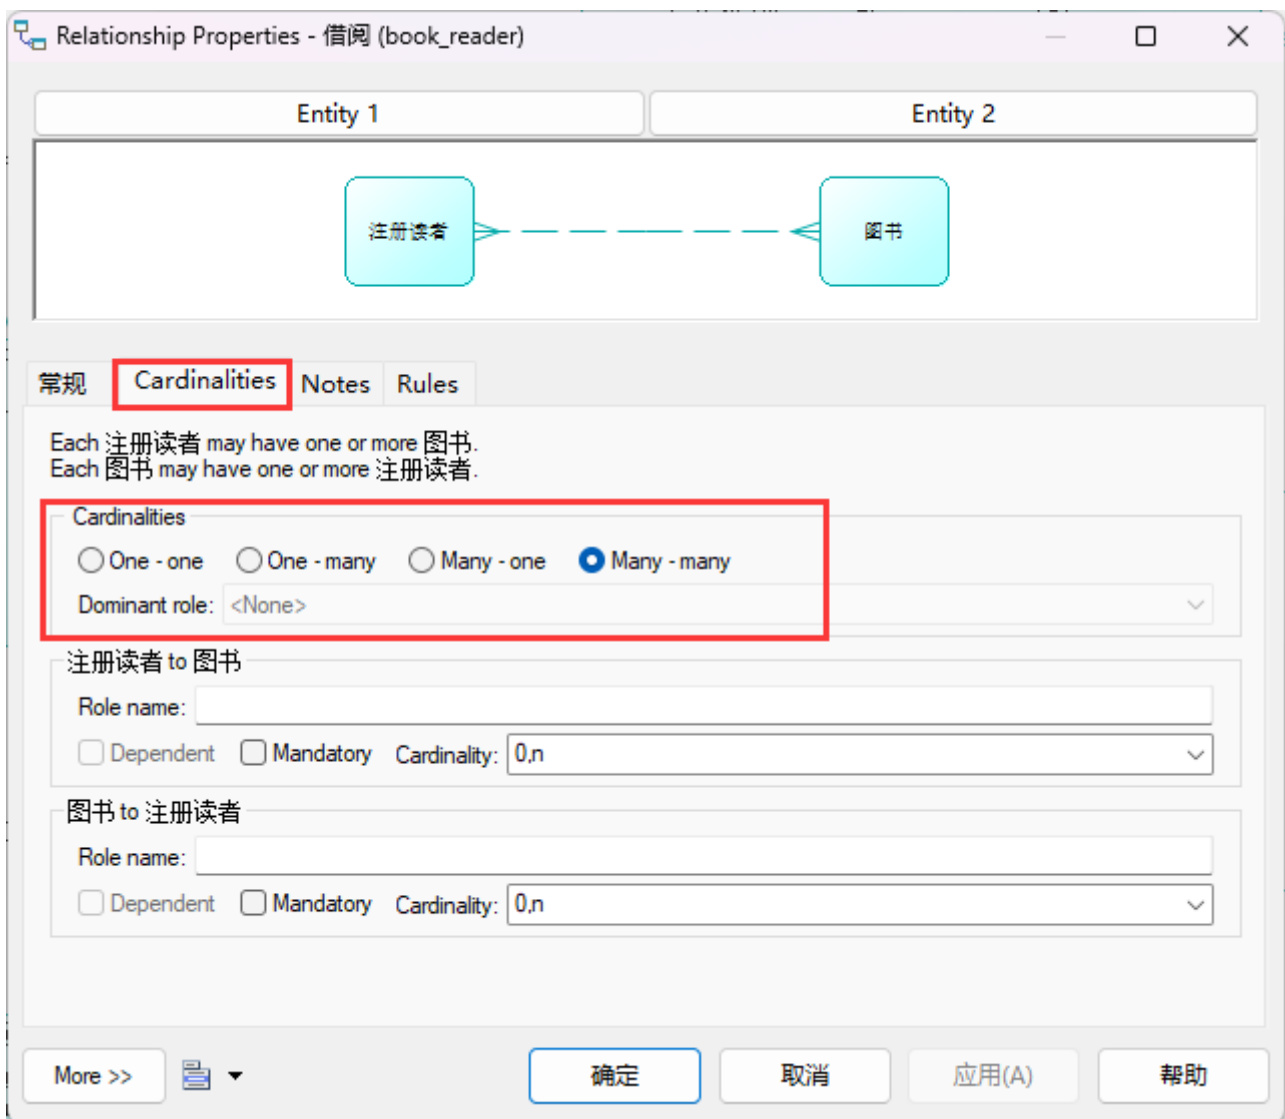 Relationship Properties - 借阅 (book_reader)
Entity 1 Entity 2
注册读者 图书
常规 Cardinalities Notes Rules
Each 注册读者 may have one or more 图书.
Each 图书 may have one or more 注册读者.
Cardinalities
One - one One - many Many - one Many - many
Dominant role: <None>
注册读者 to 图书
Role name:
Dependent Mandatory Cardinality: 0,n
图书 to 注册读者
Role name:
Dependent Mandatory Cardinality: 0,n
More >> 确定 取消 应用(A) 帮助